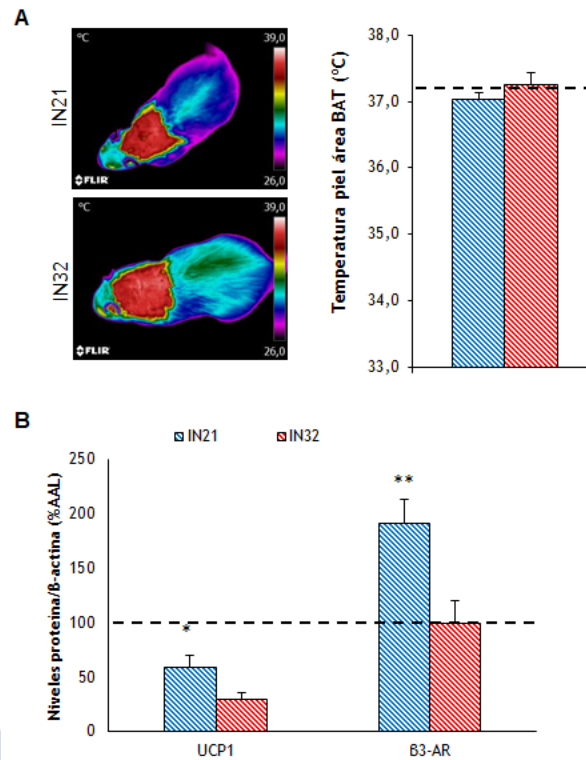 A
IN21
°C
39,0
26,0
FLIR
IN32
°C
39,0
26,0
FLIR
Temperatura piel área BAT (°C)
38,0
37,0
36,0
35,0
34,0
33,0
B
IN21 IN32
Niveles proteina/ß-actina (%AAL)
250
200
150
100
50
0
*
**
UCP1 B3-AR